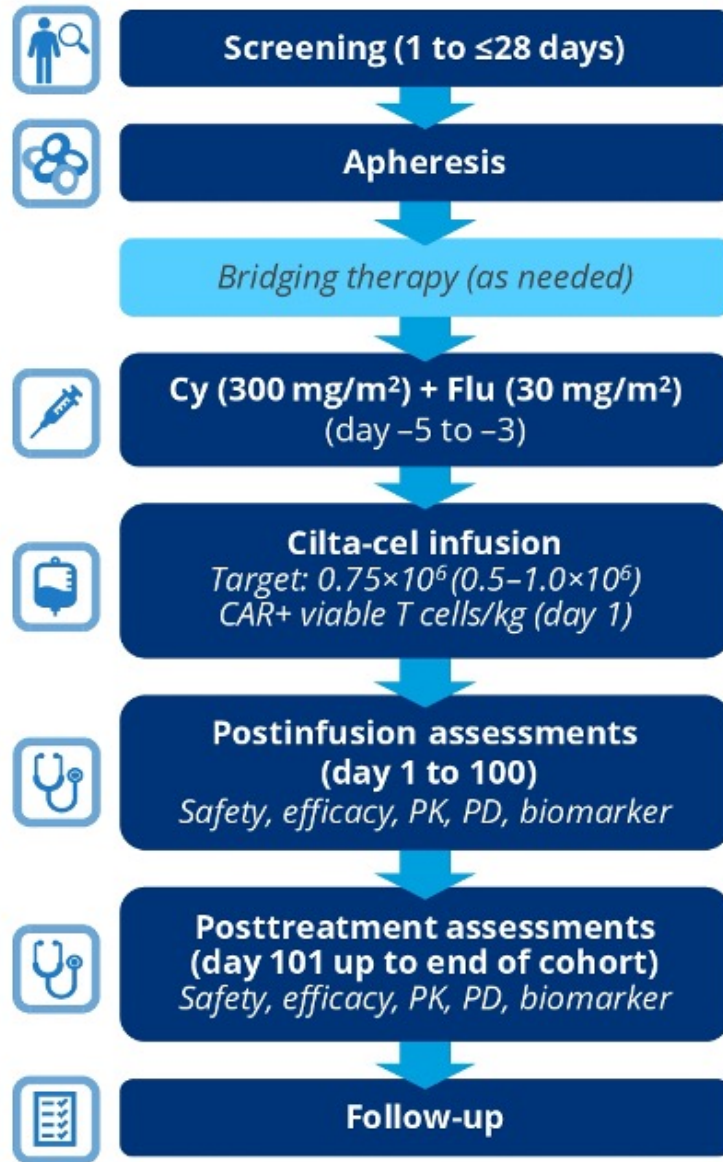 Screening (1 to ≤28 days)
Apheresis
Bridging therapy (as needed)
Cy (300 mg/m²) + Flu (30 mg/m²)
(day –5 to –3)
Cilta-cel infusion
Target: 0.75×10⁶ (0.5–1.0×10⁶)
CAR+ viable T cells/kg (day 1)
Postinfusion assessments
(day 1 to 100)
Safety, efficacy, PK, PD, biomarker
Posttreatment assessments
(day 101 up to end of cohort)
Safety, efficacy, PK, PD, biomarker
Follow-up